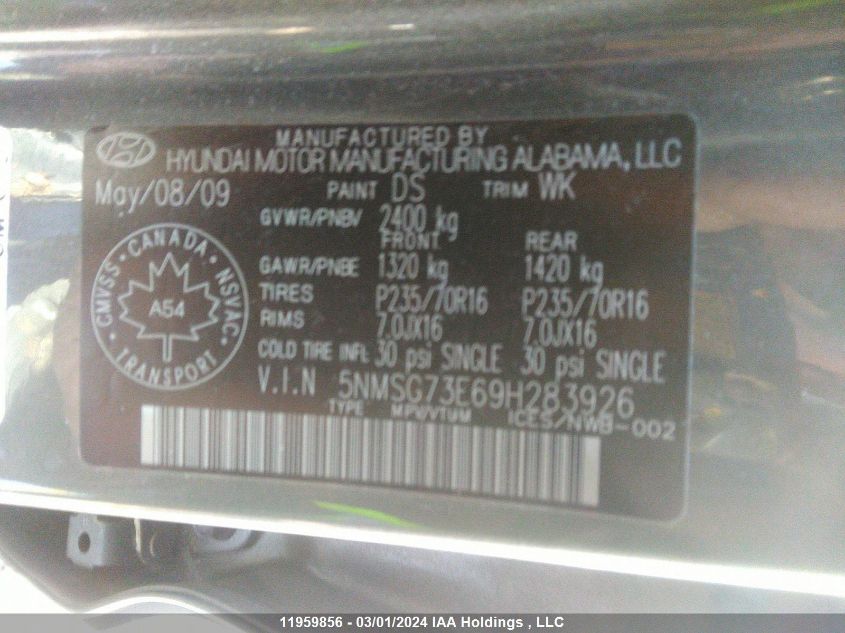 MANUFACTURED BY
HYUNDAI MOTOR MANUFACTURING ALABAMA, LLC
May/08/09 PAINT DS TRIM WK
GVWR/PNBV 2400 kg
FRONT REAR
GAWR/PNBE 1320 kg 1420 kg
TIRES P235/70R16 P235/70R16
RIMS 7.0JX16 7.0JX16
COLD TIRE INFL 30 psi SINGLE 30 psi SINGLE
V.I.N 5NMSG73E69H283926
TYPE MPV/VTUM ICES/NWB-002
CMVSS · CANADA · NSVAC · TRANSPORT
A54
11959856 - 03/01/2024 IAA Holdings , LLC